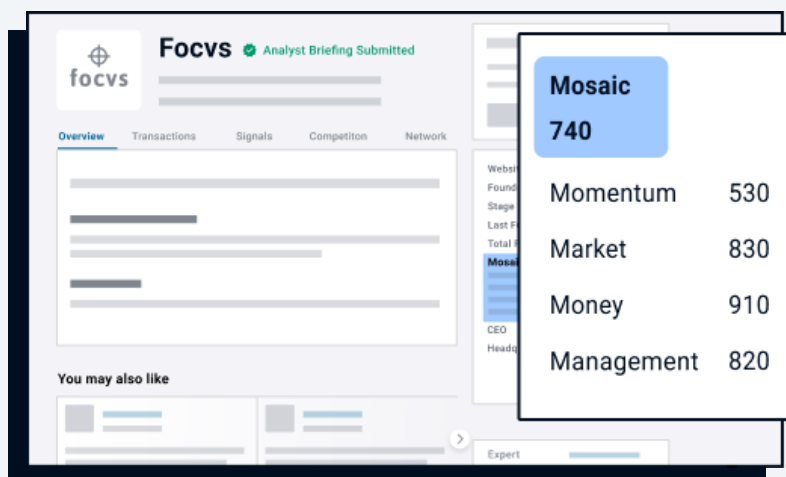 focvs
Focvs
Analyst Briefing Submitted
Overview Transactions Signals Competiton Network
You may also like
Stage
CEO
Expert
Mosaic
740
Momentum 530
Market 830
Money 910
Management 820